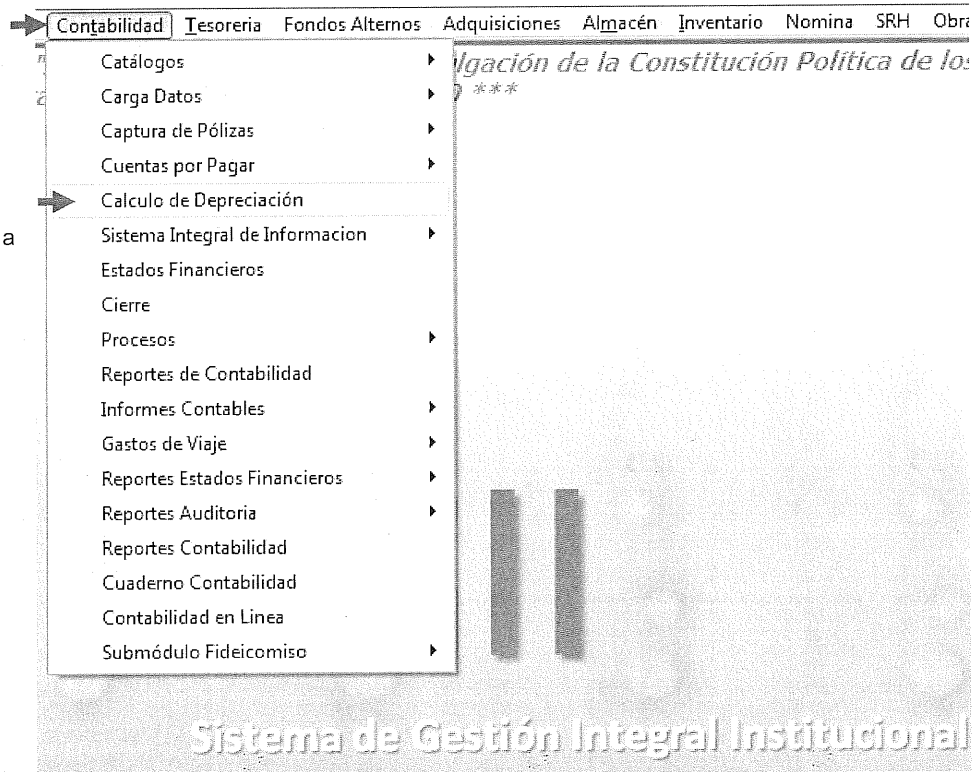 Contabilidad Tesoreria Fondos Alternos Adquisiciones Almacén Inventario Nomina SRH Obra
Catálogos lgación de la Constitución Política de los
Carga Datos ***
Captura de Pólizas
Cuentas por Pagar
Calculo de Depreciación
a Sistema Integral de Informacion
Estados Financieros
Cierre
Procesos
Reportes de Contabilidad
Informes Contables
Gastos de Viaje
Reportes Estados Financieros
Reportes Auditoria
Reportes Contabilidad
Cuaderno Contabilidad
Contabilidad en Linea
Submódulo Fideicomiso
II
Sistema de Gestión Integral Institucional